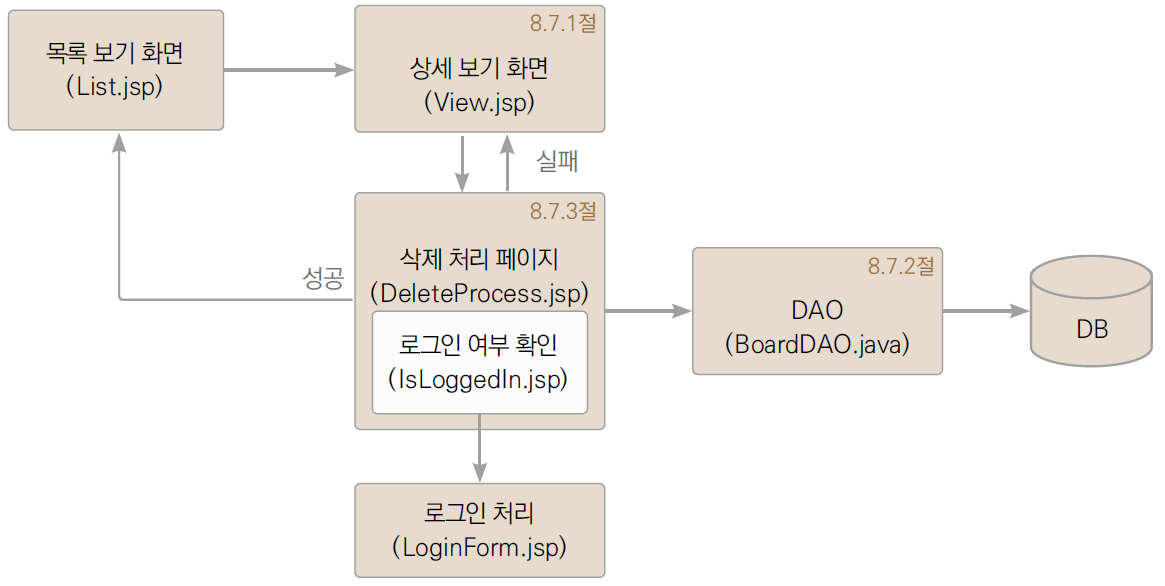 목록 보기 화면
(List.jsp)
8.7.1절
상세 보기 화면
(View.jsp)
실패
8.7.3절
삭제 처리 페이지
(DeleteProcess.jsp)
성공
로그인 여부 확인
(IsLoggedIn.jsp)
8.7.2절
DAO
(BoardDAO.java)
DB
로그인 처리
(LoginForm.jsp)